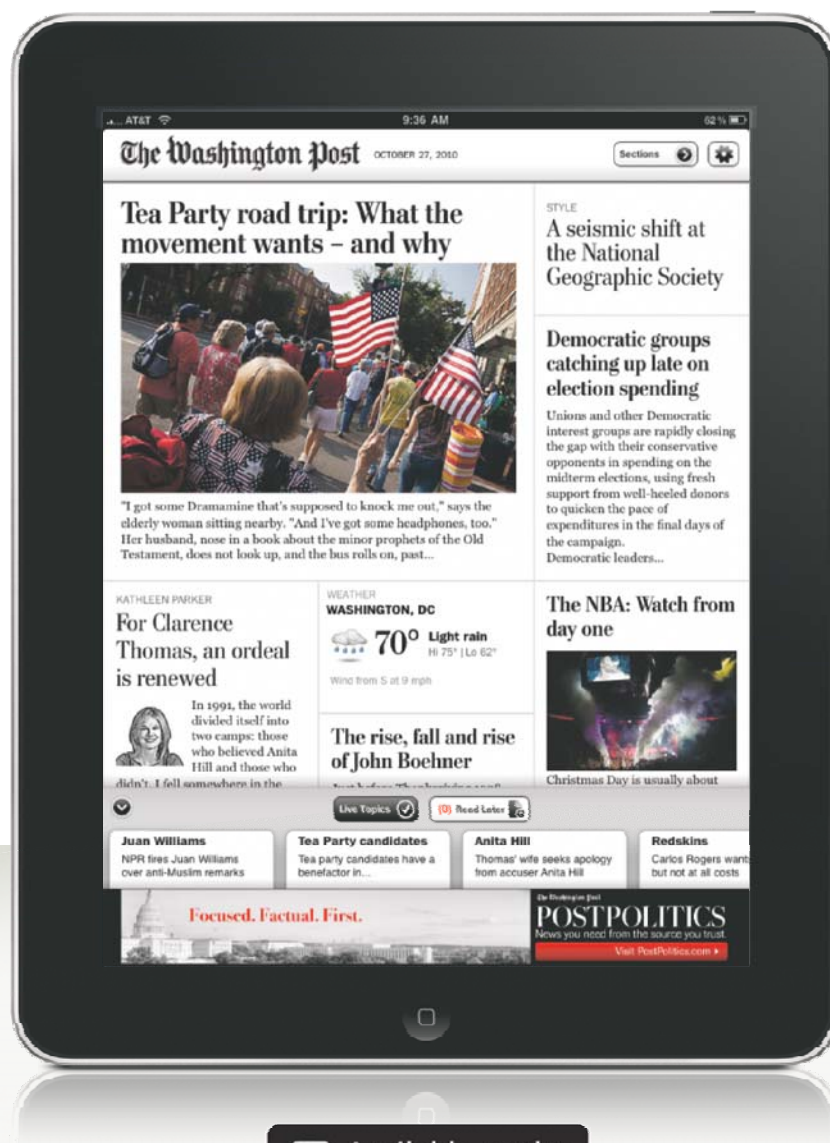 AT&T
9:36 AM
62%
The Washington Post
OCTOBER 27, 2010
Sections
Tea Party road trip: What the
movement wants – and why
"I got some Dramamine that's supposed to knock me out," says the
elderly woman sitting nearby. "And I've got some headphones, too."
Her husband, nose in a book about the minor prophets of the Old
Testament, does not look up, and the bus rolls on, past...
STYLE
A seismic shift at
the National
Geographic Society
Democratic groups
catching up late on
election spending
Unions and other Democratic
interest groups are rapidly closing
the gap with their conservative
opponents in spending on the
midterm elections, using fresh
support from well-heeled donors
to quicken the pace of
expenditures in the final days of
the campaign.
Democratic leaders...
KATHLEEN PARKER
For Clarence
Thomas, an ordeal
is renewed
In 1991, the world
divided itself into
two camps: those
who believed Anita
Hill and those who
didn't. I fell somewhere in the
WEATHER
WASHINGTON, DC
70° Light rain
Hi 75° | Lo 62°
Wind from S at 9 mph
The rise, fall and rise
of John Boehner
The NBA: Watch from
day one
Christmas Day is usually about
Live Topics
(0) Read Later
Juan Williams
NPR fires Juan Williams
over anti-Muslim remarks
Tea Party candidates
Tea party candidates have a
benefactor in...
Anita Hill
Thomas' wife seeks apology
from accuser Anita Hill
Redskins
Carlos Rogers want
but not at all costs
Focused. Factual. First.
The Washington Post
POSTPOLITICS
News you need from the source you trust.
Visit PostPolitics.com